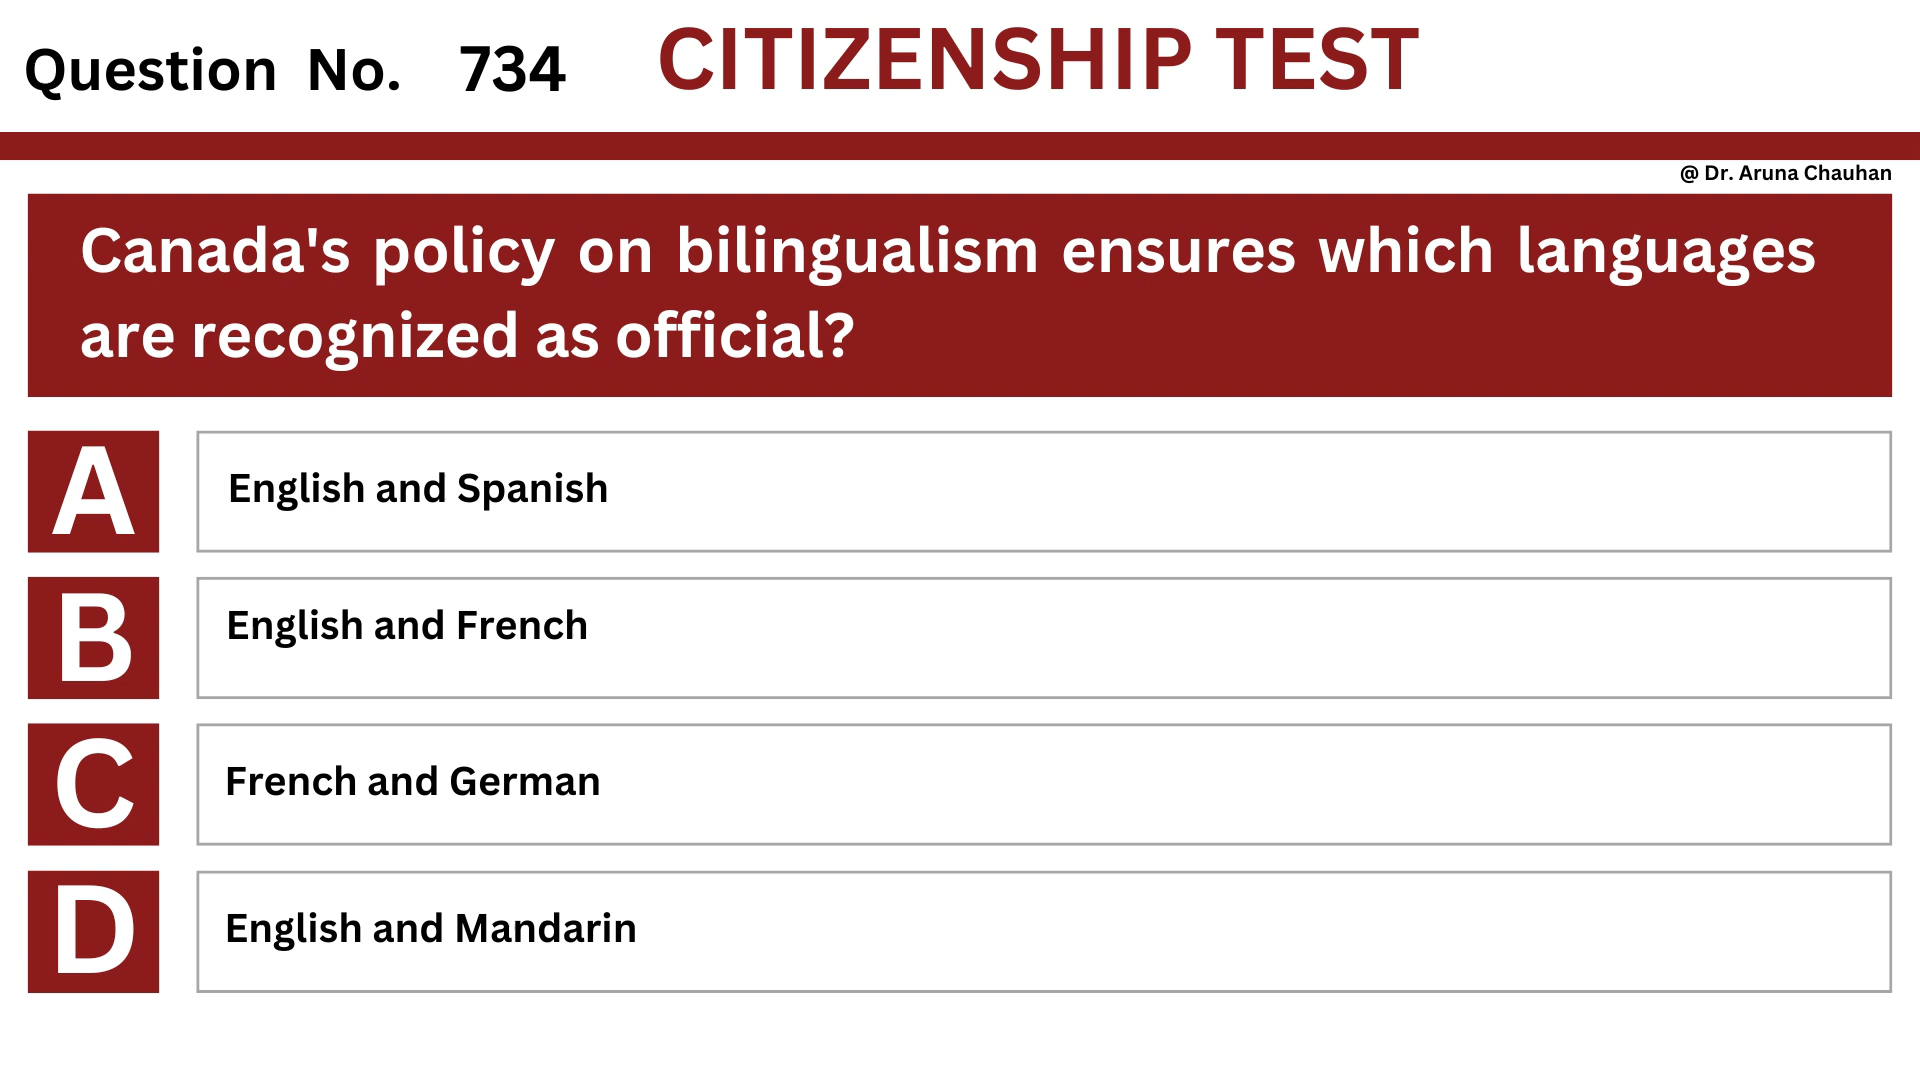 Question No. 734 CITIZENSHIP TEST
@ Dr. Aruna Chauhan
Canada's policy on bilingualism ensures which languages
are recognized as official?
A English and Spanish
B English and French
C French and German
D English and Mandarin